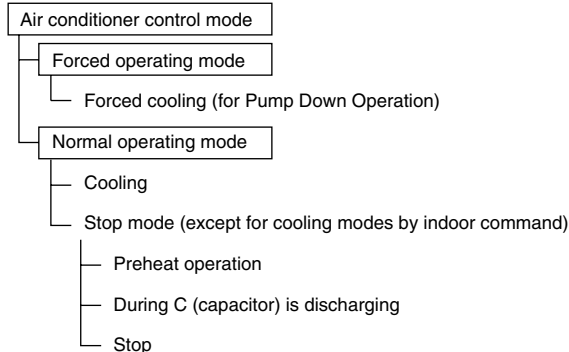 Air conditioner control mode
Forced operating mode
Forced cooling (for Pump Down Operation)
Normal operating mode
Cooling
Stop mode (except for cooling modes by indoor command)
Preheat operation
During C (capacitor) is discharging
Stop